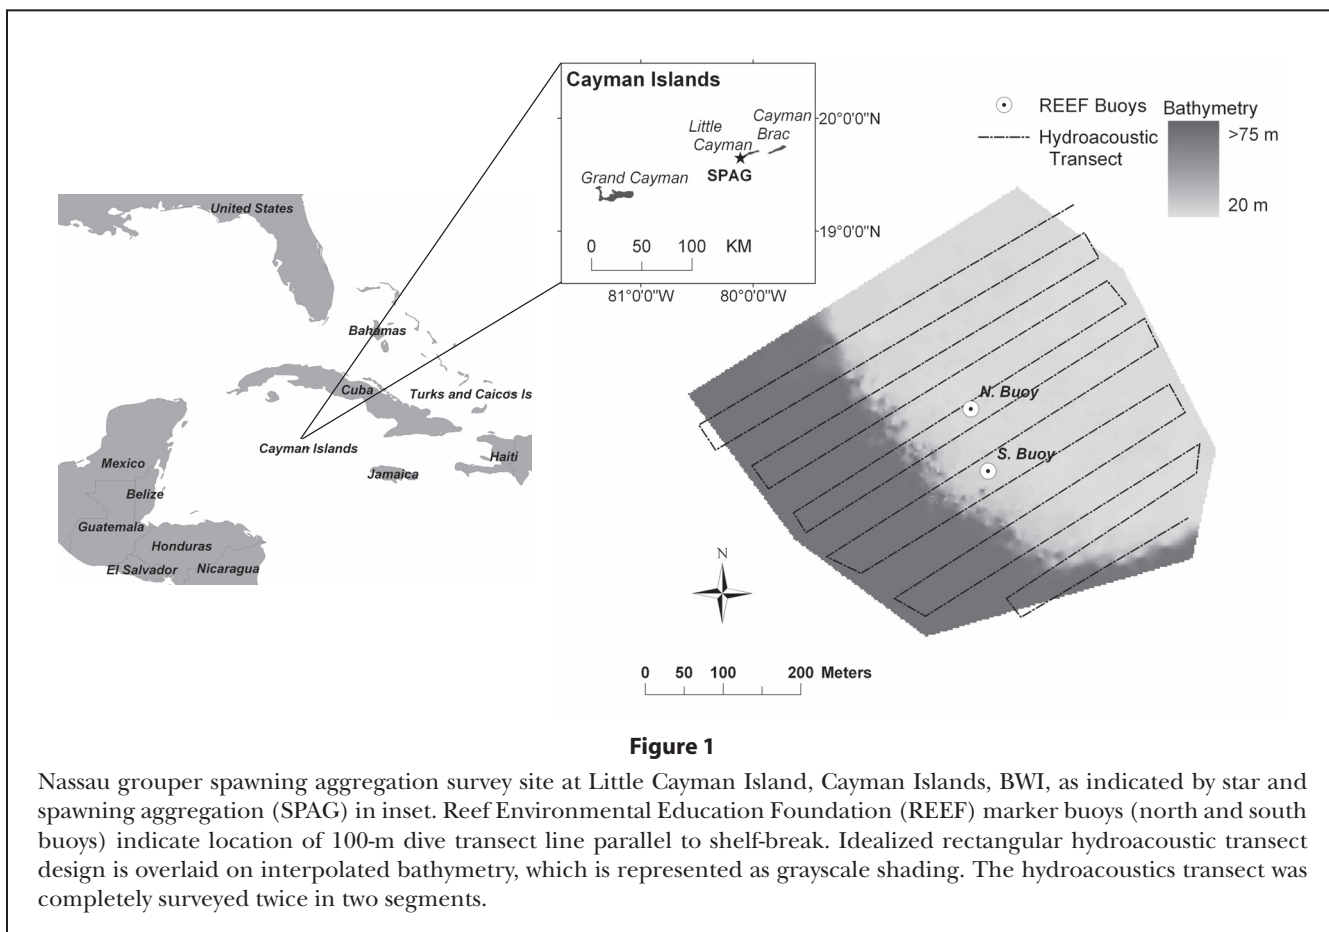 United States
Bahamas
Cuba
Turks and Caicos Is
Cayman Islands
Jamaica
Haiti
Mexico
Belize
Guatemala
Honduras
El Salvador
Nicaragua
Cayman Islands
Little
Cayman
Cayman
Brac
SPAG
Grand Cayman
0 50 100 KM
20°0'0"N
19°0'0"N
81°0'0"W 80°0'0"W
REEF Buoys
Hydroacoustic
Transect
Bathymetry
>75 m
20 m
N. Buoy
S. Buoy
N
0 50 100 200 Meters
Figure 1
Nassau grouper spawning aggregation survey site at Little Cayman Island, Cayman Islands, BWI, as indicated by star and
spawning aggregation (SPAG) in inset. Reef Environmental Education Foundation (REEF) marker buoys (north and south
buoys) indicate location of 100-m dive transect line parallel to shelf-break. Idealized rectangular hydroacoustic transect
design is overlaid on interpolated bathymetry, which is represented as grayscale shading. The hydroacoustics transect was
completely surveyed twice in two segments.